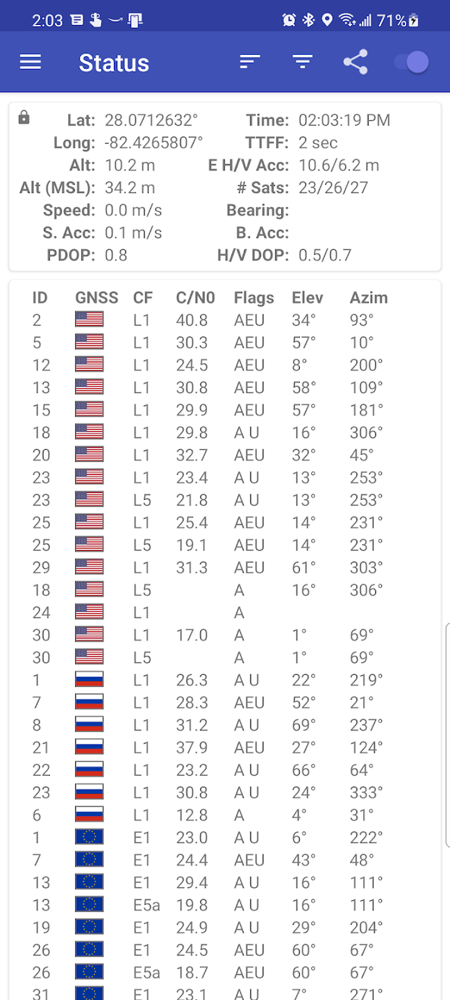 2:03 71%
Status
Lat: 28.0712632° Time: 02:03:19 PM
Long: -82.4265807° TTFF: 2 sec
Alt: 10.2 m E H/V Acc: 10.6/6.2 m
Alt (MSL): 34.2 m # Sats: 23/26/27
Speed: 0.0 m/s Bearing:
S. Acc: 0.1 m/s B. Acc:
PDOP: 0.8 H/V DOP: 0.5/0.7
ID GNSS CF C/N0 Flags Elev Azim
2 L1 40.8 AEU 34° 93°
5 L1 30.3 AEU 57° 10°
12 L1 24.5 AEU 8° 200°
13 L1 30.8 AEU 58° 109°
15 L1 29.9 AEU 57° 181°
18 L1 29.8 A U 16° 306°
20 L1 32.7 AEU 32° 45°
23 L1 23.4 A U 13° 253°
23 L5 21.8 A U 13° 253°
25 L1 25.4 AEU 14° 231°
25 L5 19.1 AEU 14° 231°
29 L1 31.3 AEU 61° 303°
18 L5 A 16° 306°
24 L1 A
30 L1 17.0 A 1° 69°
30 L5 A 1° 69°
1 L1 26.3 A U 22° 219°
7 L1 28.3 AEU 52° 21°
8 L1 31.2 A U 69° 237°
21 L1 37.9 AEU 27° 124°
22 L1 23.2 A U 66° 64°
23 L1 30.8 A U 24° 333°
6 L1 12.8 A 4° 31°
1 E1 23.0 A U 6° 222°
7 E1 24.4 AEU 43° 48°
13 E1 29.4 A U 16° 111°
13 E5a 19.8 A U 16° 111°
19 E1 24.9 A U 29° 204°
26 E1 24.5 AEU 60° 67°
26 E5a 18.7 AEU 60° 67°
31 E1 23.1 A U 7° 271°